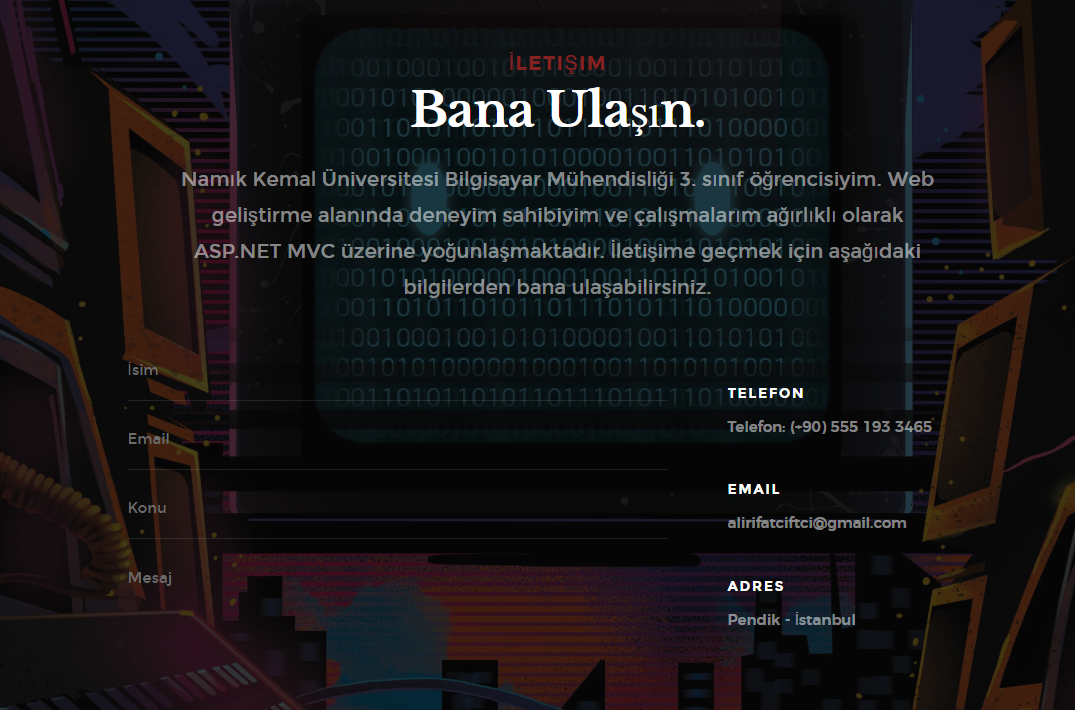 İLETIŞIM
Bana Ulaşın.
Namık Kemal Üniversitesi Bilgisayar Mühendisliği 3. sınıf öğrencisiyim. Web
geliştirme alanında deneyim sahibiyim ve çalışmalarım ağırlıklı olarak
ASP.NET MVC üzerine yoğunlaşmaktadır. İletişime geçmek için aşağıdaki
bilgilerden bana ulaşabilirsiniz.
İsim
Email
Konu
Mesaj
TELEFON
Telefon: (+90) 555 193 3465
EMAIL
alirifatciftci@gmail.com
ADRES
Pendik - İstanbul